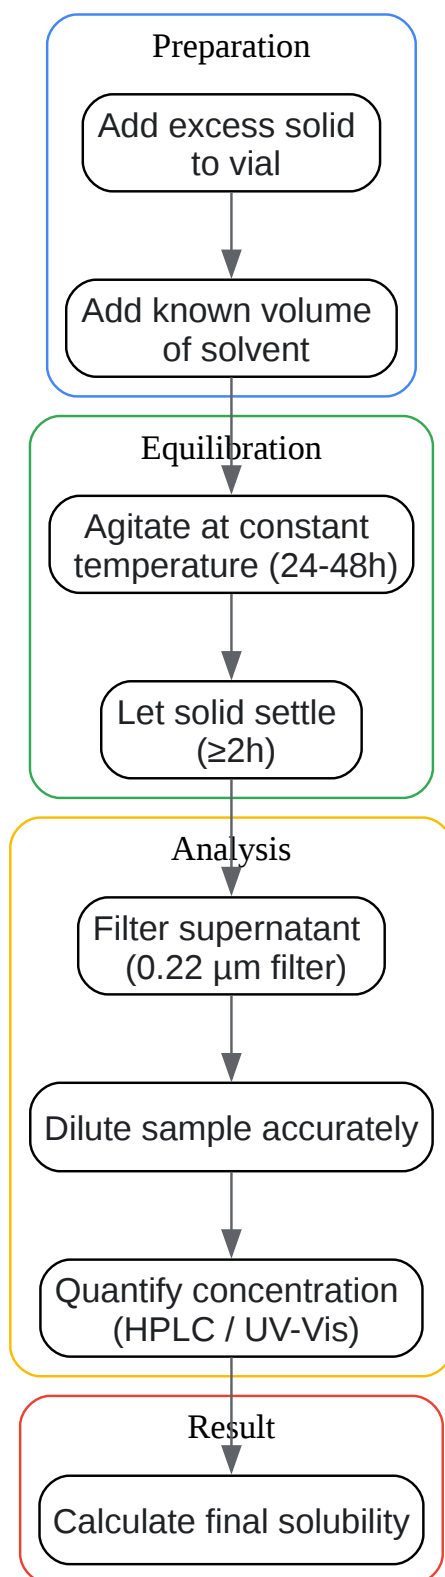 Preparation
Add excess solid
to vial
Add known volume
of solvent
Equilibration
Agitate at constant
temperature (24-48h)
Let solid settle
(≥2h)
Analysis
Filter supernatant
(0.22 µm filter)
Dilute sample accurately
Quantify concentration
(HPLC / UV-Vis)
Result
Calculate final solubility